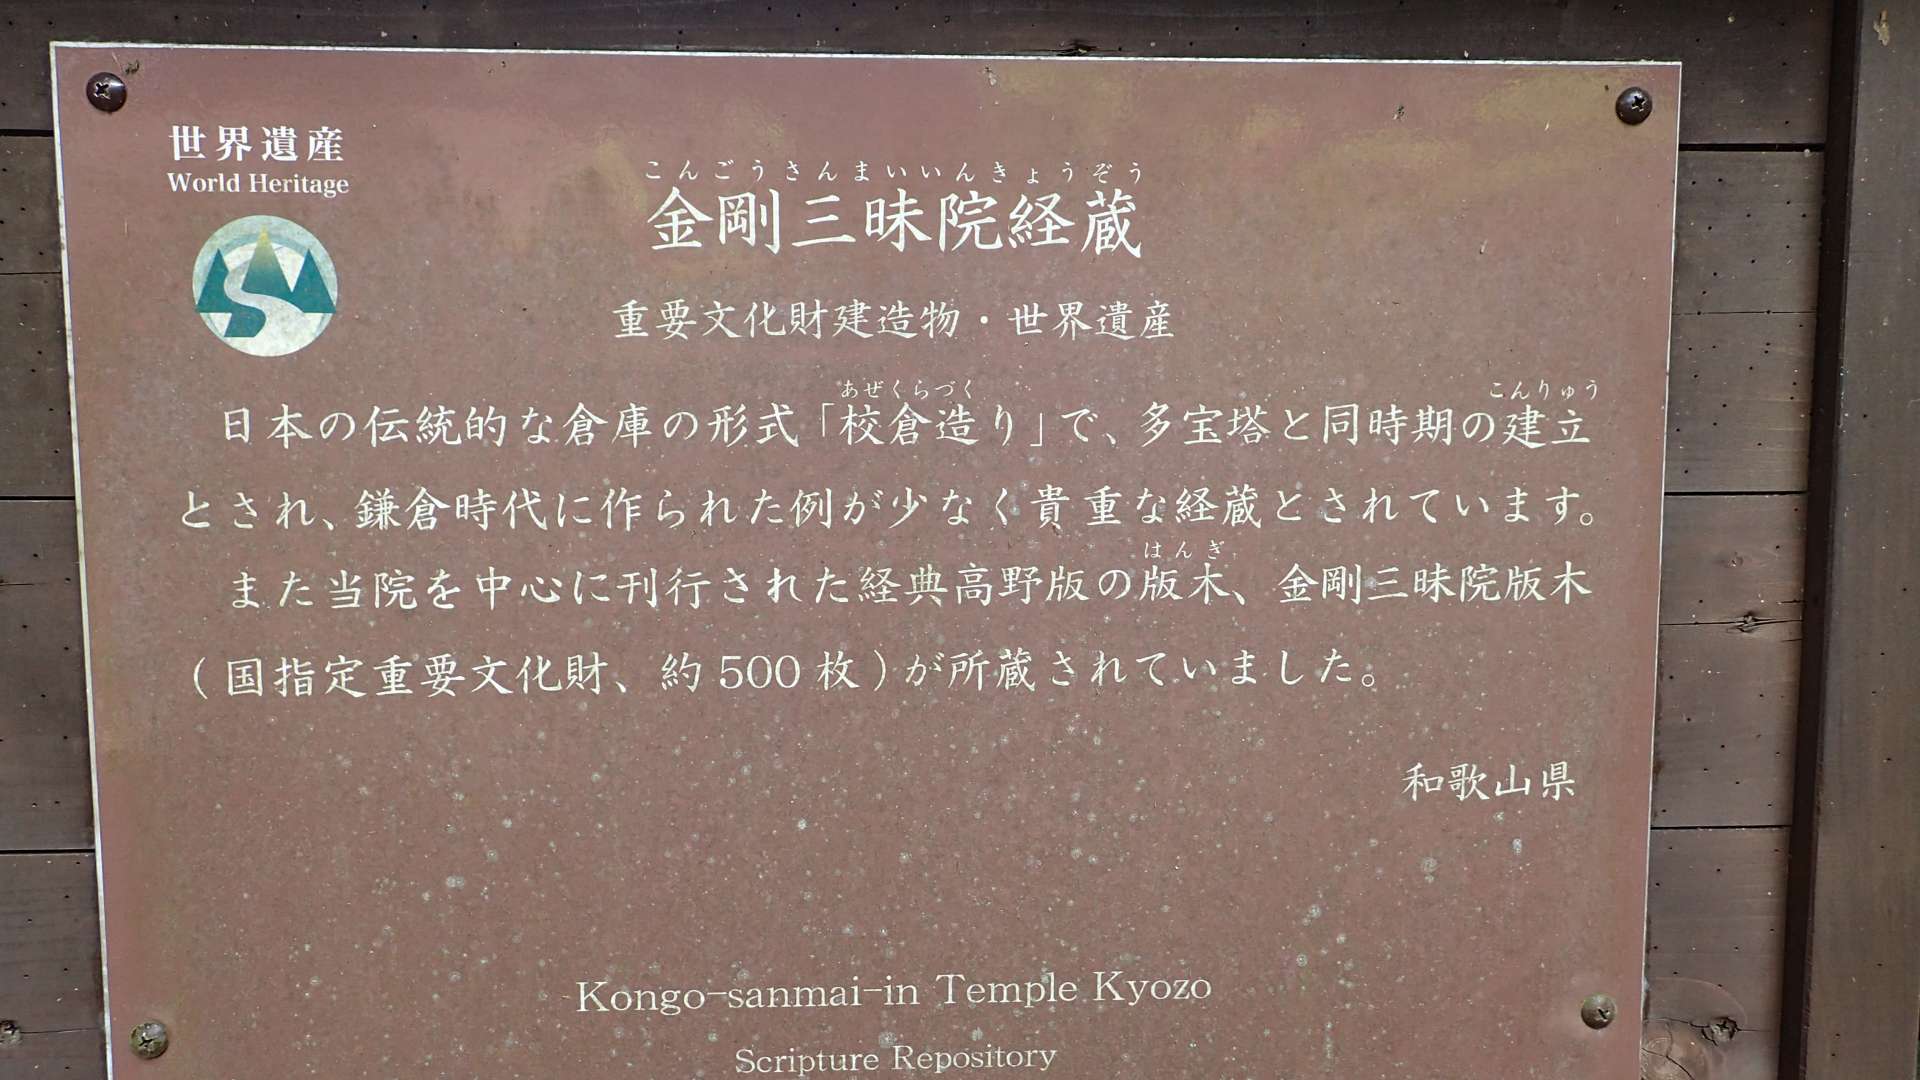 世界遺産
World Heritage
こんごうさんまいいんきょうぞう
金剛三昧院経蔵
重要文化財建造物・世界遺産
あぜくらづく
こんりゅう
日本の伝統的な倉庫の形式「校倉造り」で、多宝塔と同時期の建立
とされ、鎌倉時代に作られた例が少なく貴重な経蔵とされています。
はんぎ
また当院を中心に刊行された経典高野版の版木、金剛三昧院版木
(国指定重要文化財、約500枚)が所蔵されていました。
和歌山県
Kongo-sanmai-in Temple Kyozo
Scripture Repository